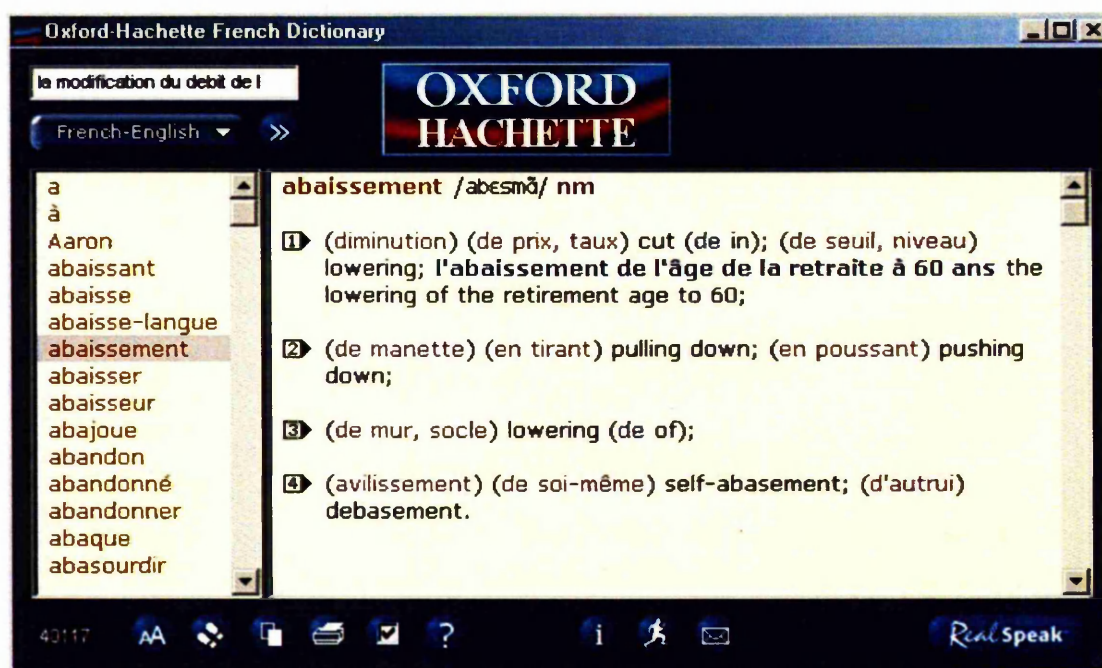 Oxford-Hachette French Dictionary
la modification du debit de l
OXFORD
HACHETTE
French-English
a
à
Aaron
abaissant
abaisse
abaisse-langue
abaissement
abaisser
abaisseur
abajoue
abandon
abandonné
abandonner
abaque
abasourdir
abaissement /abɛsmɑ̃/ nm
1 (diminution) (de prix, taux) cut (de in); (de seuil, niveau)
lowering; l'abaissement de l'âge de la retraite à 60 ans the
lowering of the retirement age to 60;
2 (de manette) (en tirant) pulling down; (en poussant) pushing
down;
3 (de mur, socle) lowering (de of);
4 (avilissement) (de soi-même) self-abasement; (d'autrui)
debasement.
40117
AA
?
i
RealSpeak